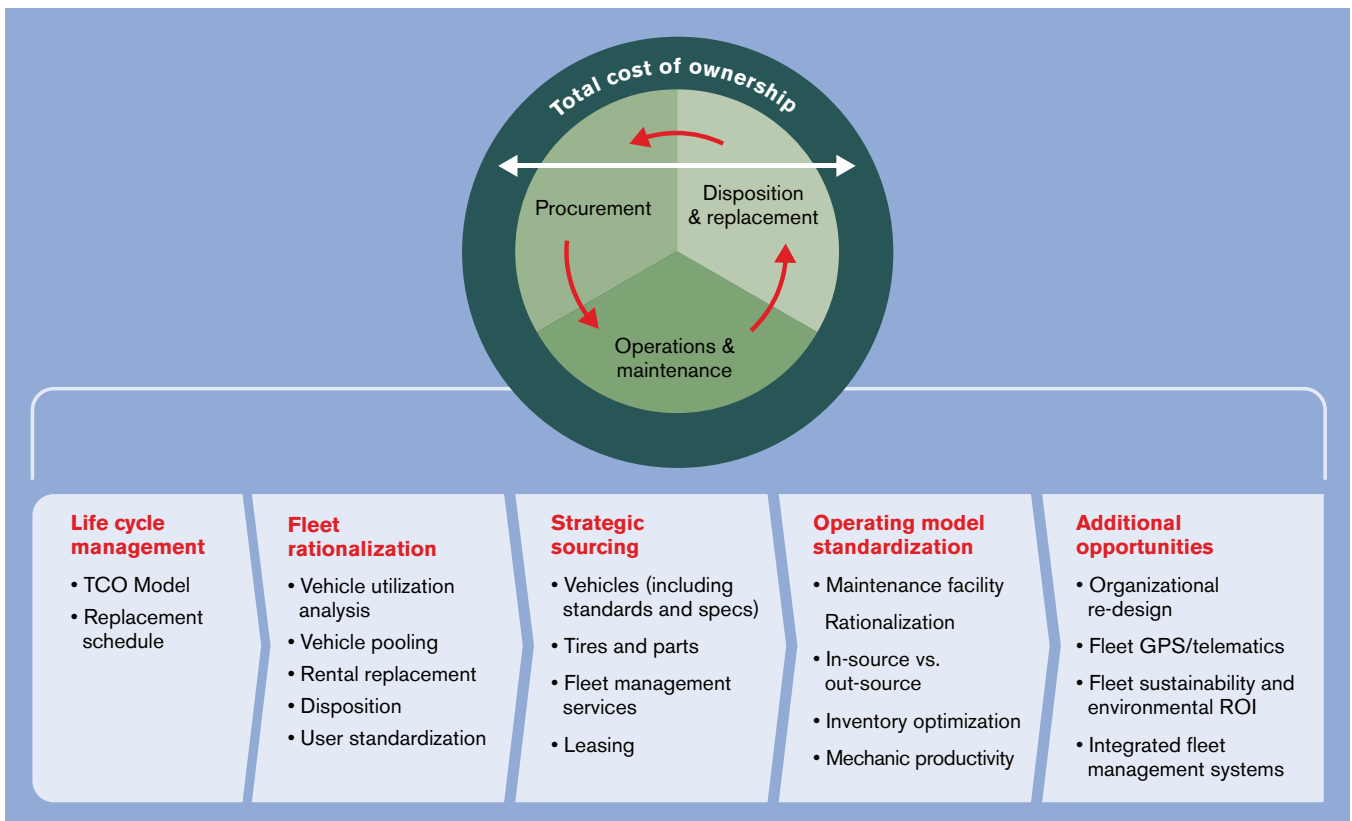 Total cost of ownership
Procurement
Disposition
& replacement
Operations &
maintenance
Life cycle
management
• TCO Model
• Replacement
schedule
Fleet
rationalization
• Vehicle utilization
analysis
• Vehicle pooling
• Rental replacement
• Disposition
• User standardization
Strategic
sourcing
• Vehicles (including
standards and specs)
• Tires and parts
• Fleet management
services
• Leasing
Operating model
standardization
• Maintenance facility
Rationalization
• In-source vs.
out-source
• Inventory optimization
• Mechanic productivity
Additional
opportunities
• Organizational
re-design
• Fleet GPS/telematics
• Fleet sustainability and
environmental ROI
• Integrated fleet
management systems